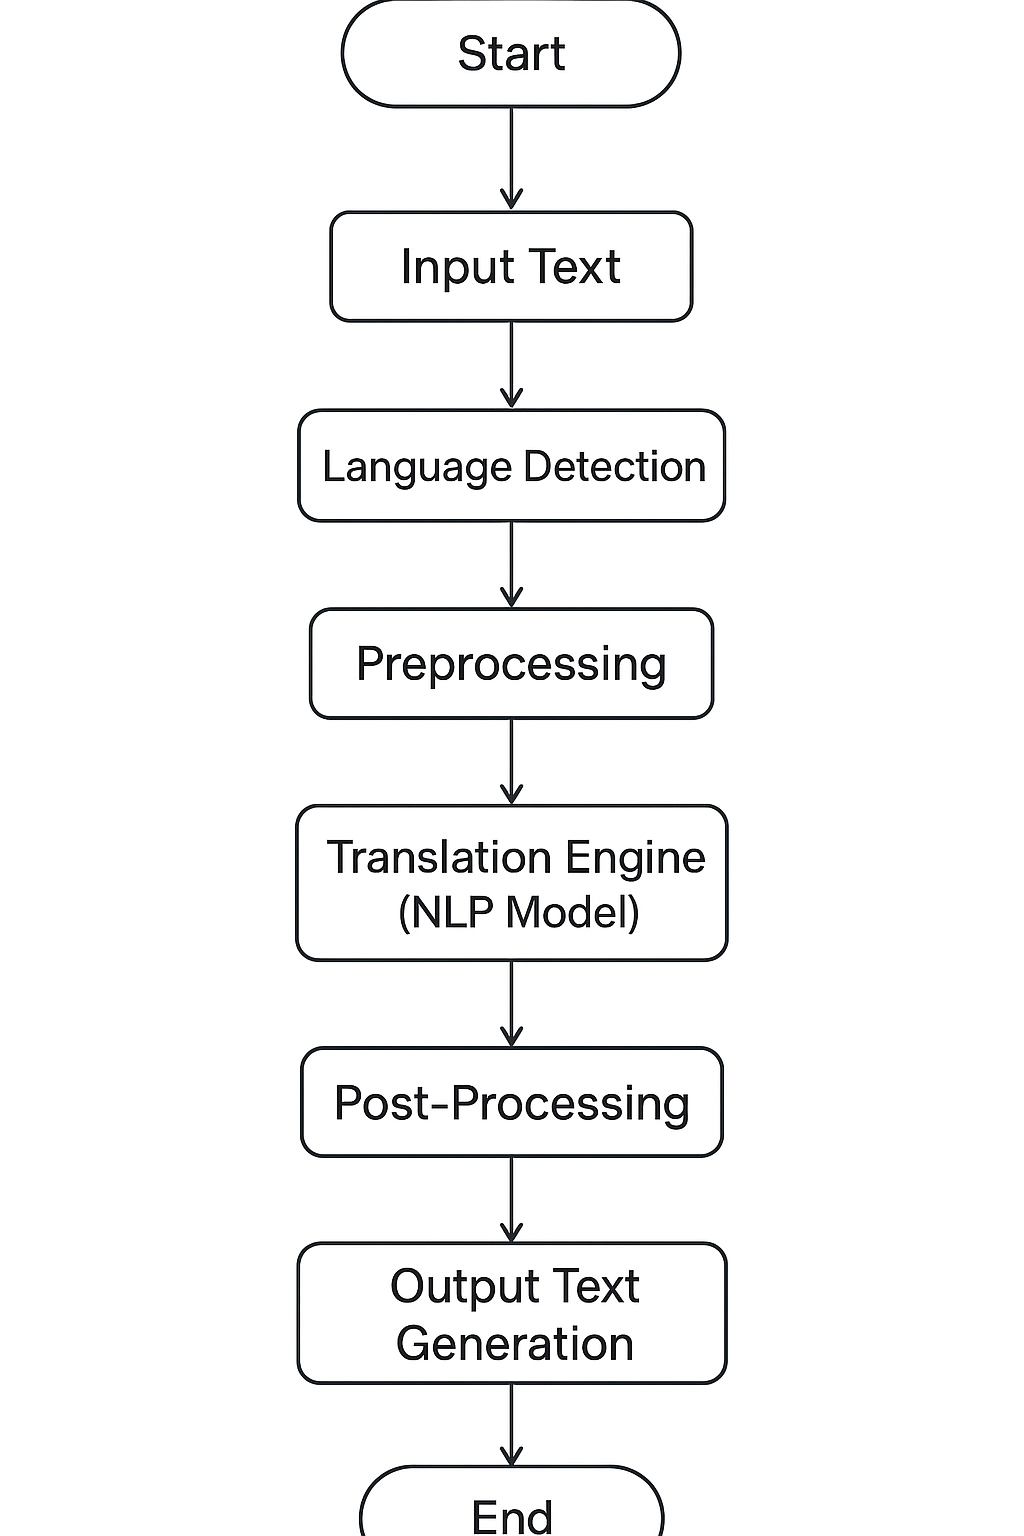 Start
Input Text
Language Detection
Preprocessing
Translation Engine
(NLP Model)
Post-Processing
Output Text
Generation
End